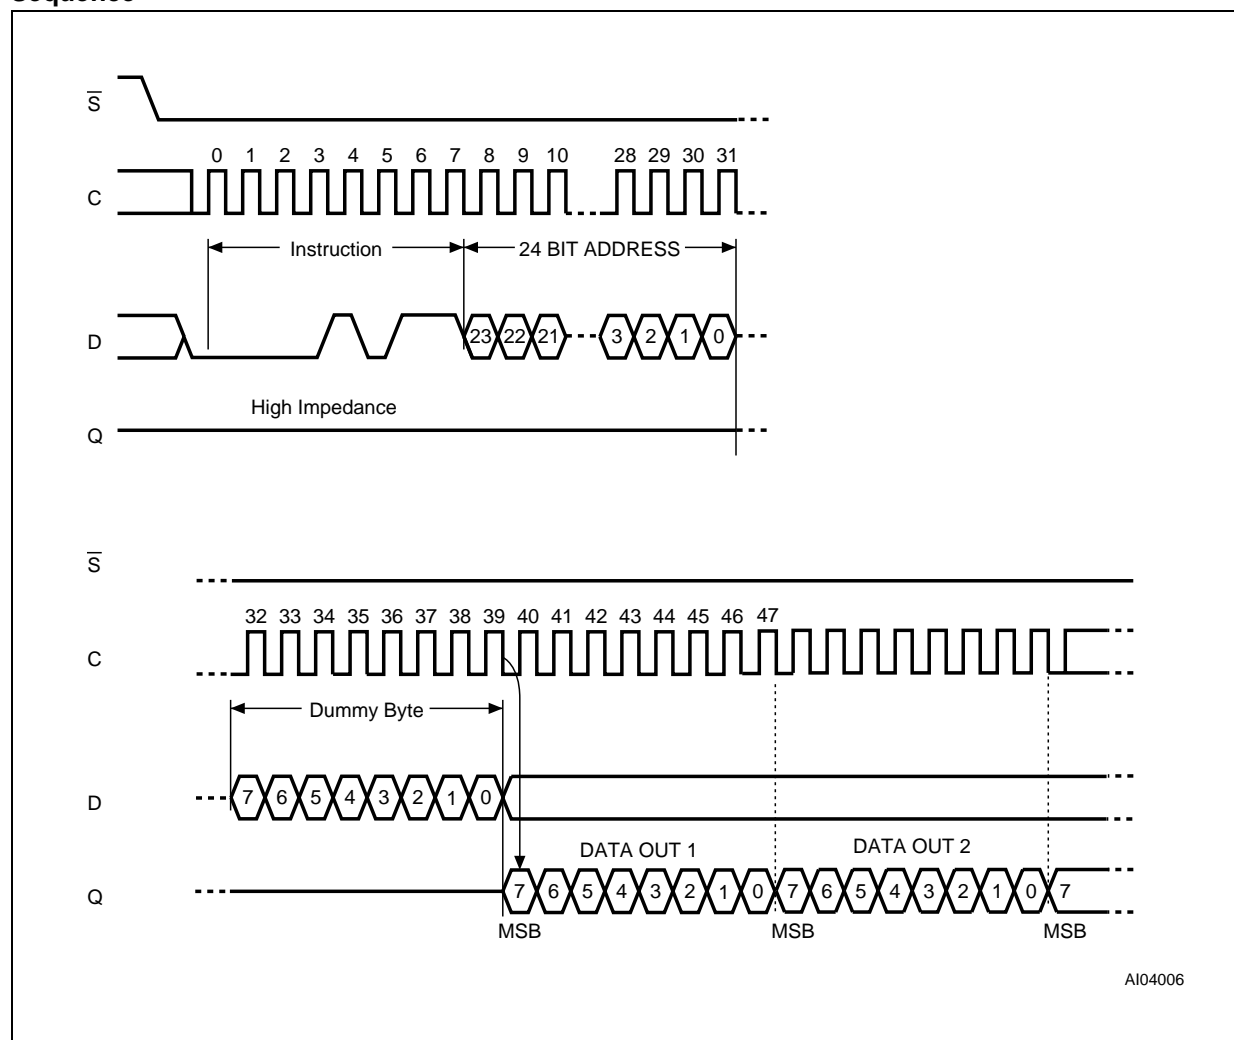 S
0 1 2 3 4 5 6 7 8 9 10 28 29 30 31
C
Instruction 24 BIT ADDRESS
D 23 22 21 3 2 1 0
High Impedance
Q
S
32 33 34 35 36 37 38 39 40 41 42 43 44 45 46 47
C
Dummy Byte
D 7 6 5 4 3 2 1 0
DATA OUT 1 DATA OUT 2
Q 7 6 5 4 3 2 1 0 7 6 5 4 3 2 1 0 7
MSB MSB MSB
AI04006